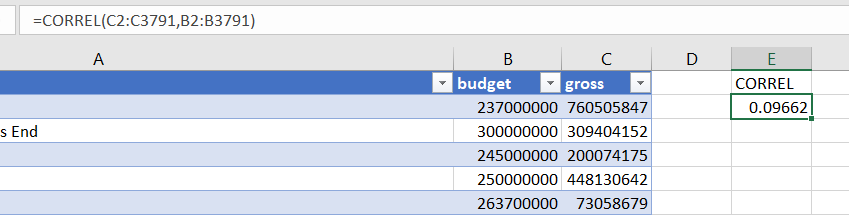 =CORREL(C2:C3791,B2:B3791)
A B C D E
budget gross CORREL
237000000 760505847 0.09662
s End 300000000 309404152
245000000 200074175
250000000 448130642
263700000 73058679